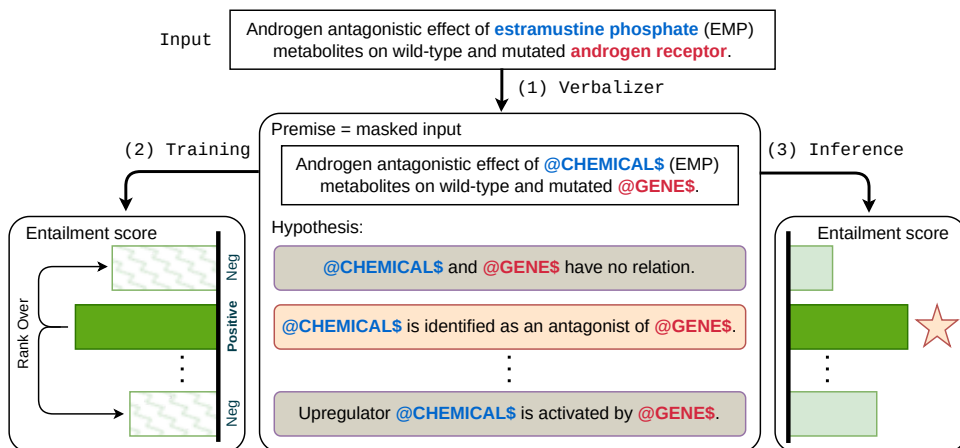 Input
Androgen antagonistic effect of estramustine phosphate (EMP)
metabolites on wild-type and mutated androgen receptor.
(1) Verbalizer
(2) Training
Premise = masked input
(3) Inference
Androgen antagonistic effect of @CHEMICAL$ (EMP)
metabolites on wild-type and mutated @GENE$.
Entailment score
Neg
Positive
Neg
Rank Over
Hypothesis:
@CHEMICAL$ and @GENE$ have no relation.
@CHEMICAL$ is identified as an antagonist of @GENE$.
Upregulator @CHEMICAL$ is activated by @GENE$.
Entailment score